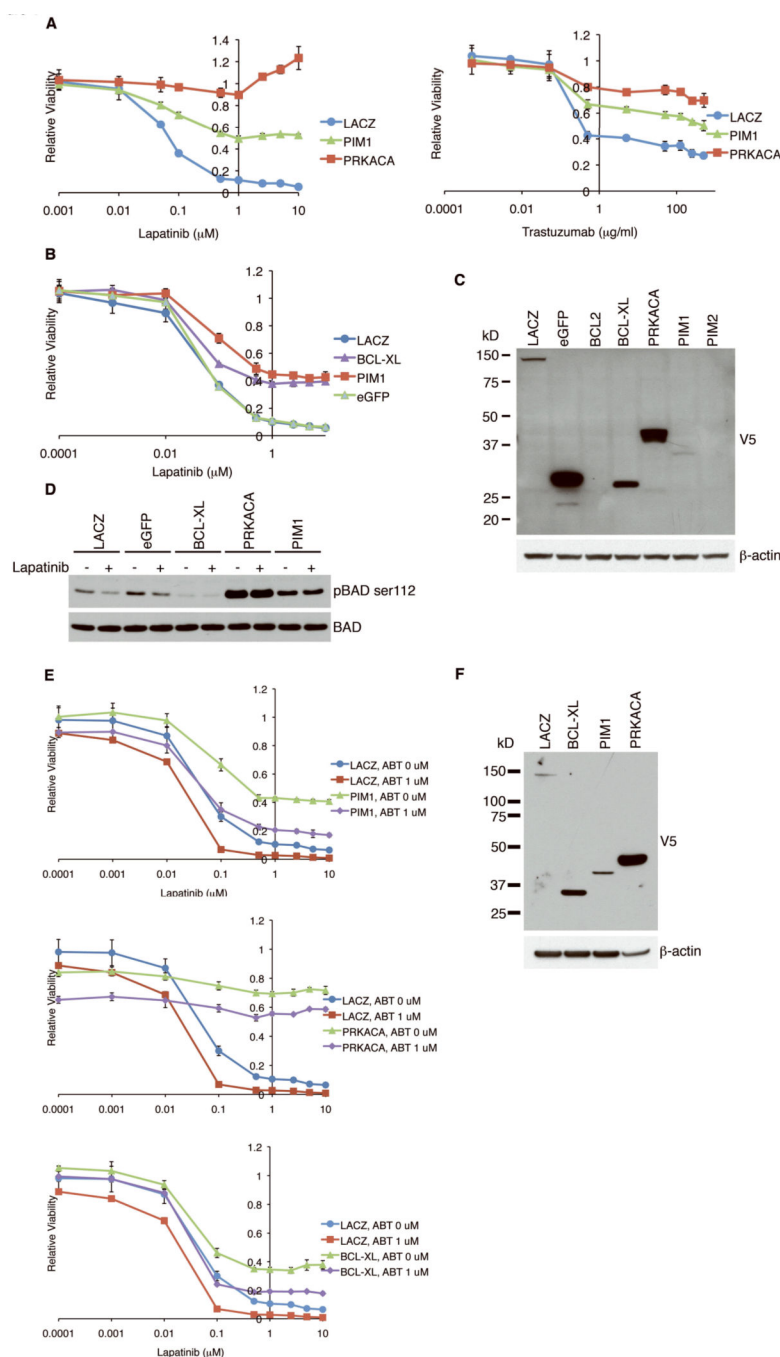 A
Relative Viability
1.4
1.2
1
0.8
0.6
0.4
0.2
0
LACZ
PIM1
PRKACA
0.001 0.01 0.1 1 10
Lapatinib (μM)
Relative Viability
1.2
1
0.8
0.6
0.4
0.2
0
LACZ
PIM1
PRKACA
0.0001 0.01 1 100
Trastuzumab (μg/ml)
B
Relative Viability
1.2
1
0.8
0.6
0.4
0.2
0
LACZ
BCL-XL
PIM1
eGFP
0.0001 0.001 0.01 0.1 1
Lapatinib (μM)
C
kD
LACZ
eGFP
BCL2
BCL-XL
PRKACA
PIM1
PIM2
150
75
50
37
25
20
V5
β-actin
D
LACZ
eGFP
BCL-XL
PRKACA
PIM1
Lapatinib - + - + - + - + - +
pBAD ser112
BAD
E
Relative Viability
1.2
1
0.8
0.6
0.4
0.2
0
LACZ, ABT 0 uM
LACZ, ABT 1 uM
PIM1, ABT 0 uM
PIM1, ABT 1 uM
0.0001 0.001 0.01 0.1 1 10
Lapatinib (μM)
Relative Viability
1.2
1
0.8
0.6
0.4
0.2
0
LACZ, ABT 0 uM
LACZ, ABT 1 uM
PRKACA, ABT 0 uM
PRKACA, ABT 1 uM
0.0001 0.001 0.01 0.1 1 10
Lapatinib (μM)
Relative Viability
1.2
1
0.8
0.6
0.4
0.2
0
LACZ, ABT 0 uM
LACZ, ABT 1 uM
BCL-XL, ABT 0 uM
BCL-XL, ABT 1 uM
0.0001 0.001 0.01 0.1 1 10
Lapatinib (μM)
F
kD
LACZ
BCL-XL
PIM1
PRKACA
150
100
75
50
37
25
V5
β-actin